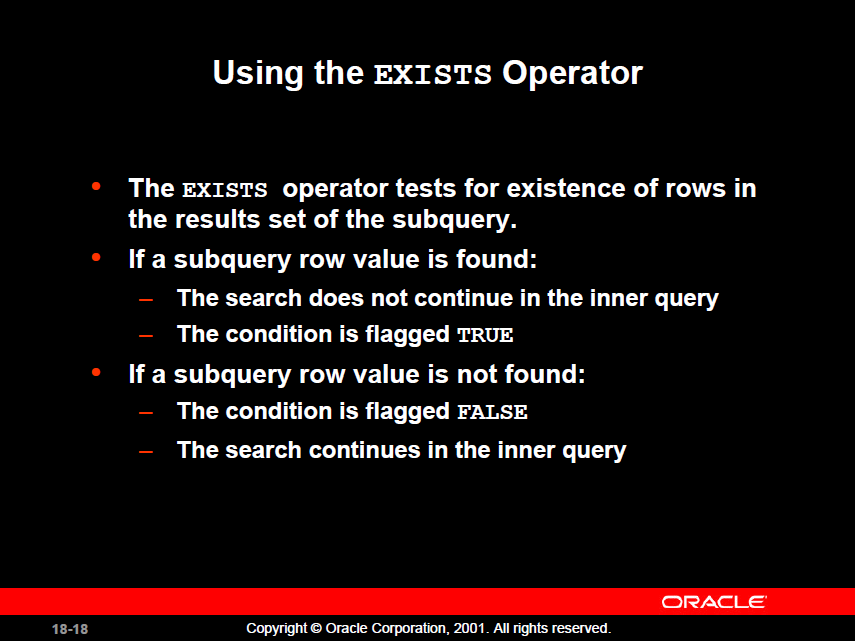 Using the EXISTS Operator
• The EXISTS operator tests for existence of rows in
the results set of the subquery.
• If a subquery row value is found:
– The search does not continue in the inner query
– The condition is flagged TRUE
• If a subquery row value is not found:
– The condition is flagged FALSE
– The search continues in the inner query
ORACLE
18-18 Copyright © Oracle Corporation, 2001. All rights reserved.